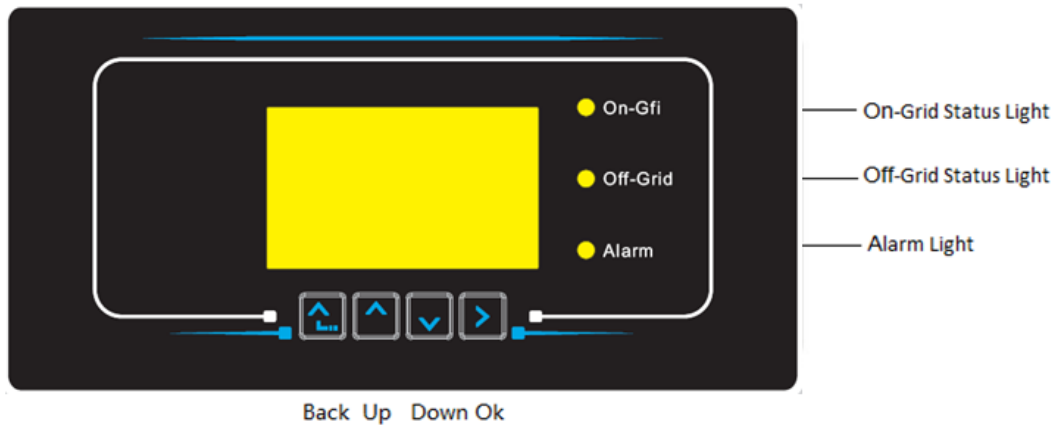 On-Gfi
On-Grid Status Light
Off-Grid
Off-Grid Status Light
Alarm
Alarm Light
Back Up Down Ok